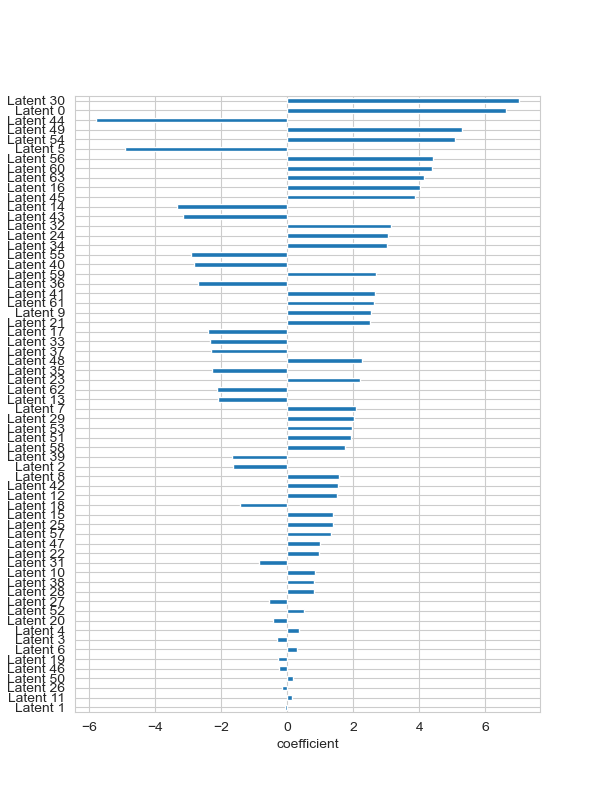 Latent 30
Latent 0
Latent 44
Latent 49
Latent 54
Latent 5
Latent 56
Latent 60
Latent 63
Latent 16
Latent 45
Latent 14
Latent 43
Latent 32
Latent 24
Latent 34
Latent 55
Latent 40
Latent 59
Latent 36
Latent 41
Latent 61
Latent 9
Latent 21
Latent 17
Latent 33
Latent 37
Latent 48
Latent 35
Latent 23
Latent 62
Latent 13
Latent 7
Latent 29
Latent 53
Latent 51
Latent 58
Latent 39
Latent 2
Latent 8
Latent 42
Latent 12
Latent 18
Latent 15
Latent 25
Latent 57
Latent 47
Latent 22
Latent 31
Latent 10
Latent 38
Latent 28
Latent 27
Latent 52
Latent 20
Latent 4
Latent 3
Latent 6
Latent 19
Latent 46
Latent 50
Latent 26
Latent 11
Latent 1
−6 −4 −2 0 2 4 6
coefficient